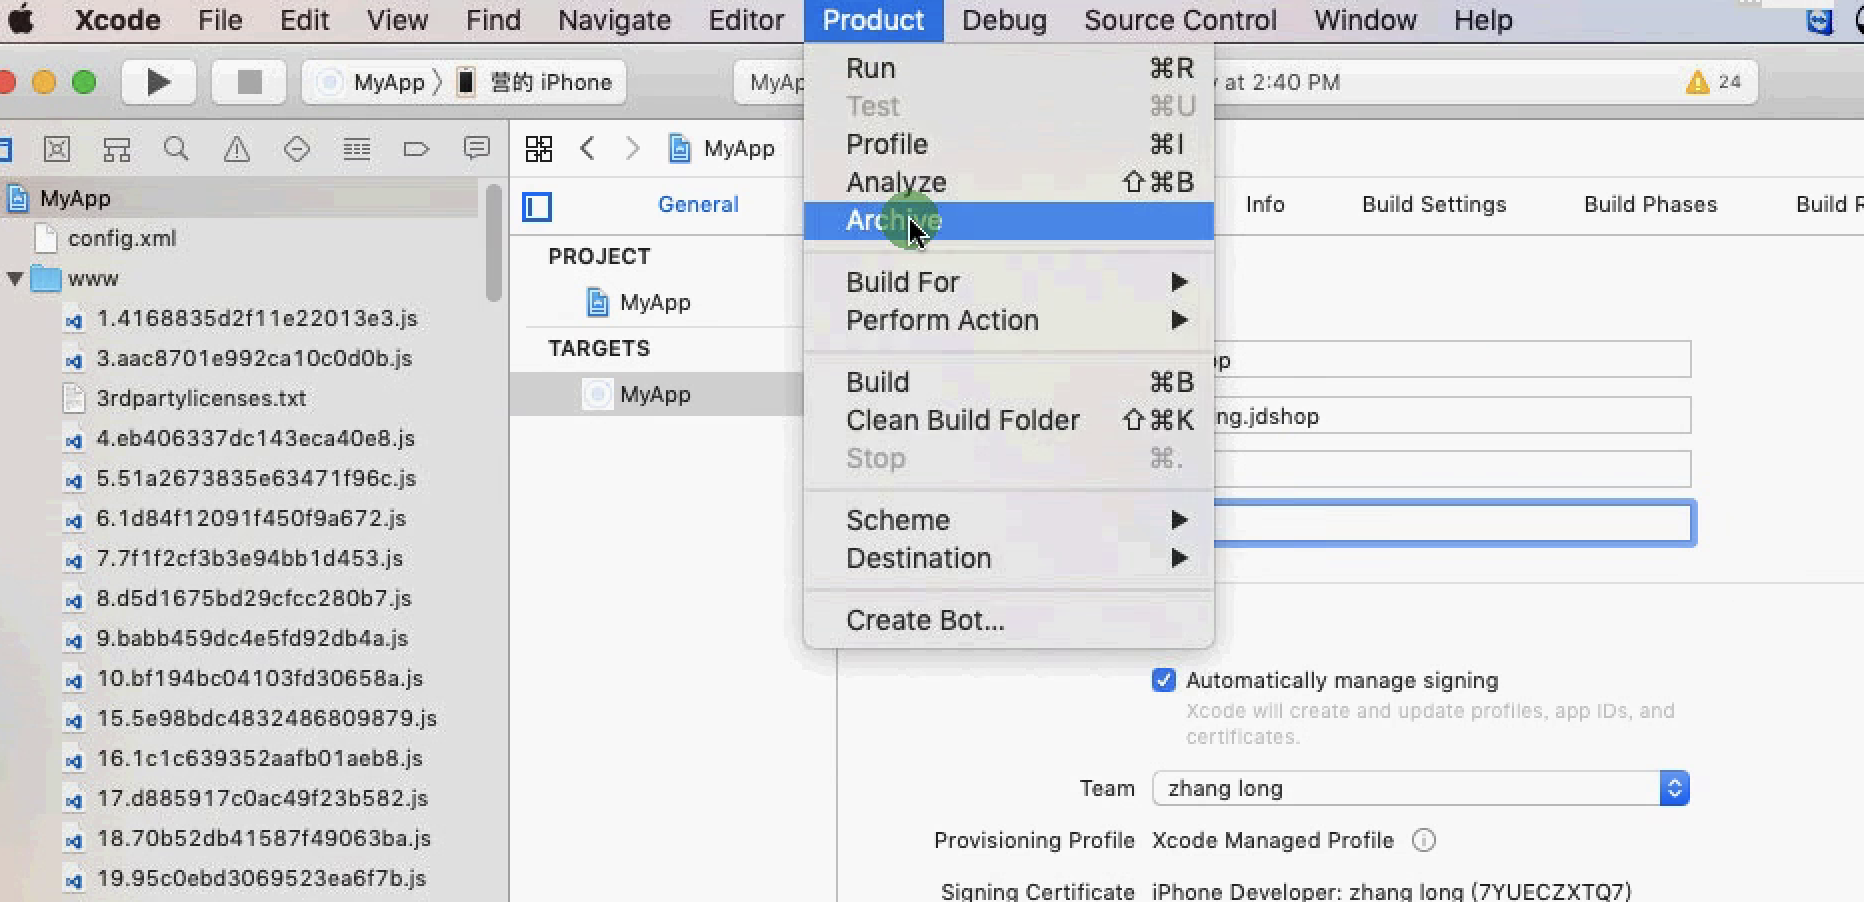 Xcode File Edit View Find Navigate Editor Product Debug Source Control Window Help
MyApp 〉 营的 iPhone
at 2:40 PM
24
MyApp
General
Info
Build Settings
Build Phases
Run ⌘R
Test ⌘U
Profile ⌘I
Analyze ⇧⌘B
Archive
Build For ▶
Perform Action ▶
Build ⌘B
Clean Build Folder ⇧⌘K
Stop ⌘.
Scheme ▶
Destination ▶
Create Bot...
MyApp
config.xml
www
1.4168835d2f11e22013e3.js
3.aac8701e992ca10c0d0b.js
3rdpartylicenses.txt
4.eb406337dc143eca40e8.js
5.51a2673835e63471f96c.js
6.1d84f12091f450f9a672.js
7.7f1f2cf3b3e94bb1d453.js
8.d5d1675bd29cfcc280b7.js
9.babb459dc4e5fd92db4a.js
10.bf194bc04103fd30658a.js
15.5e98bdc4832486809879.js
16.1c1c639352aafb01aeb8.js
17.d885917c0ac49f23b582.js
18.70b52db41587f49063ba.js
19.95c0ebd3069523ea6f7b.js
PROJECT
MyApp
TARGETS
MyApp
ng.jdshop
Automatically manage signing
Xcode will create and update profiles, app IDs, and
certificates.
Team zhang long
Provisioning Profile Xcode Managed Profile
Signing Certificate iPhone Developer: zhang long (7YUECZXTQ7)